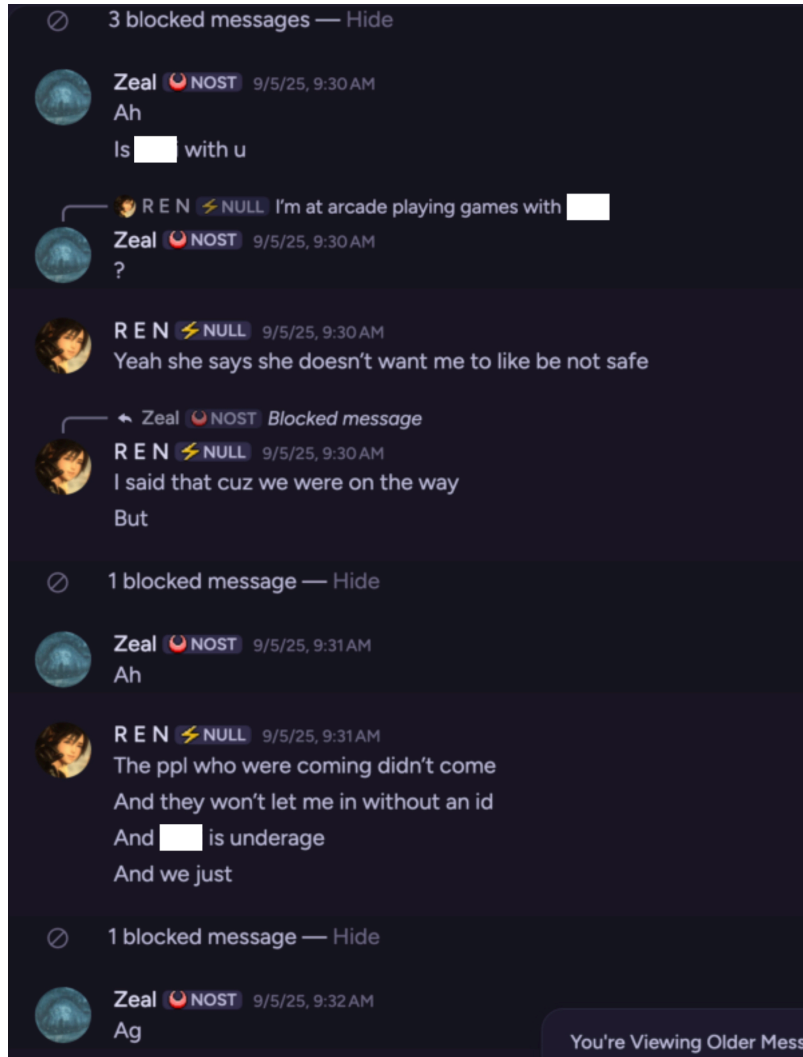 3 blocked messages — Hide
Zeal NOST 9/5/25, 9:30 AM
Ah
Is with u
R E N NULL I'm at arcade playing games with
Zeal NOST 9/5/25, 9:30 AM
?
R E N NULL 9/5/25, 9:30 AM
Yeah she says she doesn't want me to like be not safe
Zeal NOST Blocked message
R E N NULL 9/5/25, 9:30 AM
I said that cuz we were on the way
But
1 blocked message — Hide
Zeal NOST 9/5/25, 9:31 AM
Ah
R E N NULL 9/5/25, 9:31 AM
The ppl who were coming didn't come
And they won't let me in without an id
And is underage
And we just
1 blocked message — Hide
Zeal NOST 9/5/25, 9:32 AM
Ag
You're Viewing Older Mess